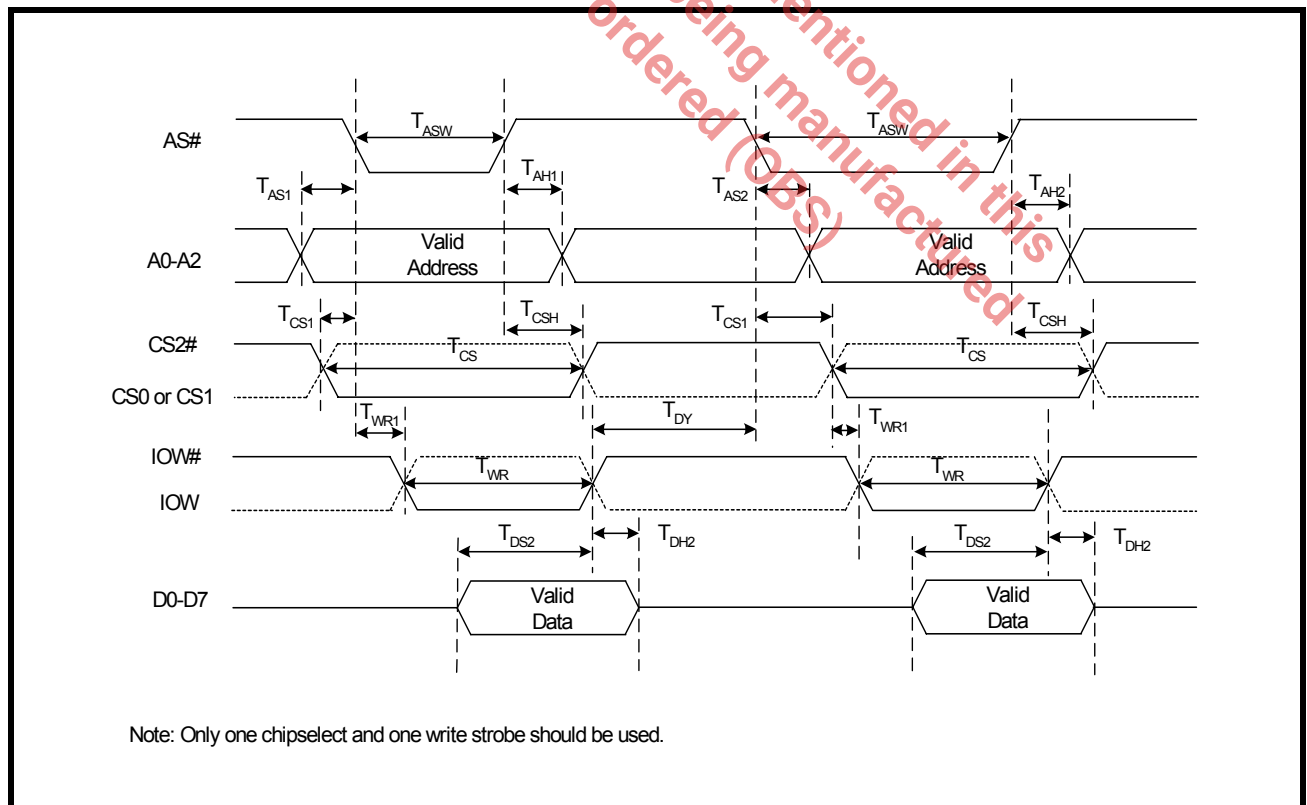 mentioned in this
being manufactured
ordered (OBS)
AS#
TASW
TASW
TAS1
TAH1
TAS2
TAH2
A0-A2
Valid
Address
Valid
Address
TCS1
TCSH
TCS1
TCSH
CS2#
TCS
TCS
CS0 or CS1
TWR1
TDY
TWR1
IOW#
TWR
TWR
IOW
TDS2
TDH2
TDS2
TDH2
D0-D7
Valid
Data
Valid
Data
Note: Only one chipselect and one write strobe should be used.